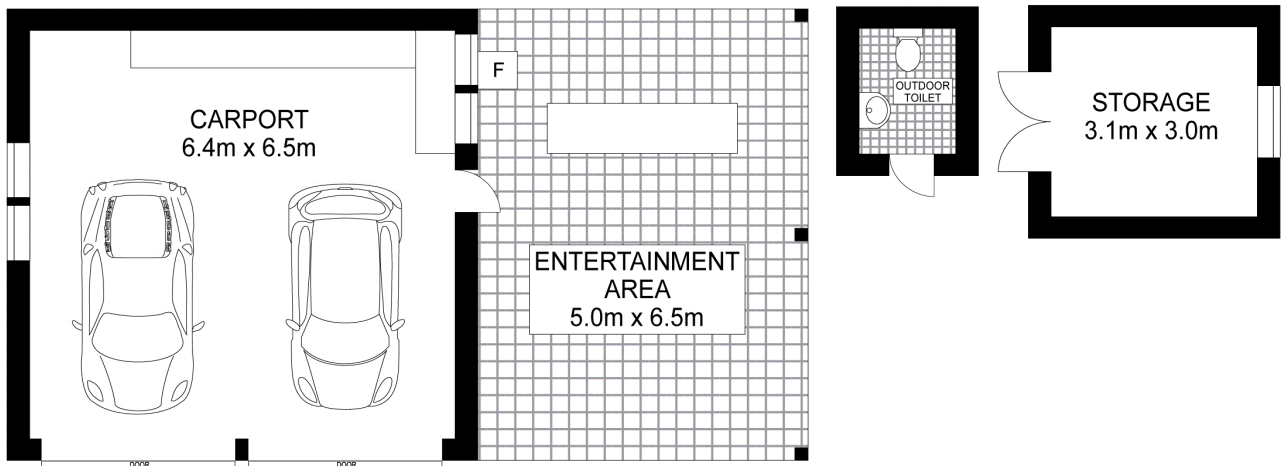 CARPORT
6.4m x 6.5m
F
ENTERTAINMENT
AREA
5.0m x 6.5m
OUTDOOR
TOILET
STORAGE
3.1m x 3.0m
DOOR
DOOR